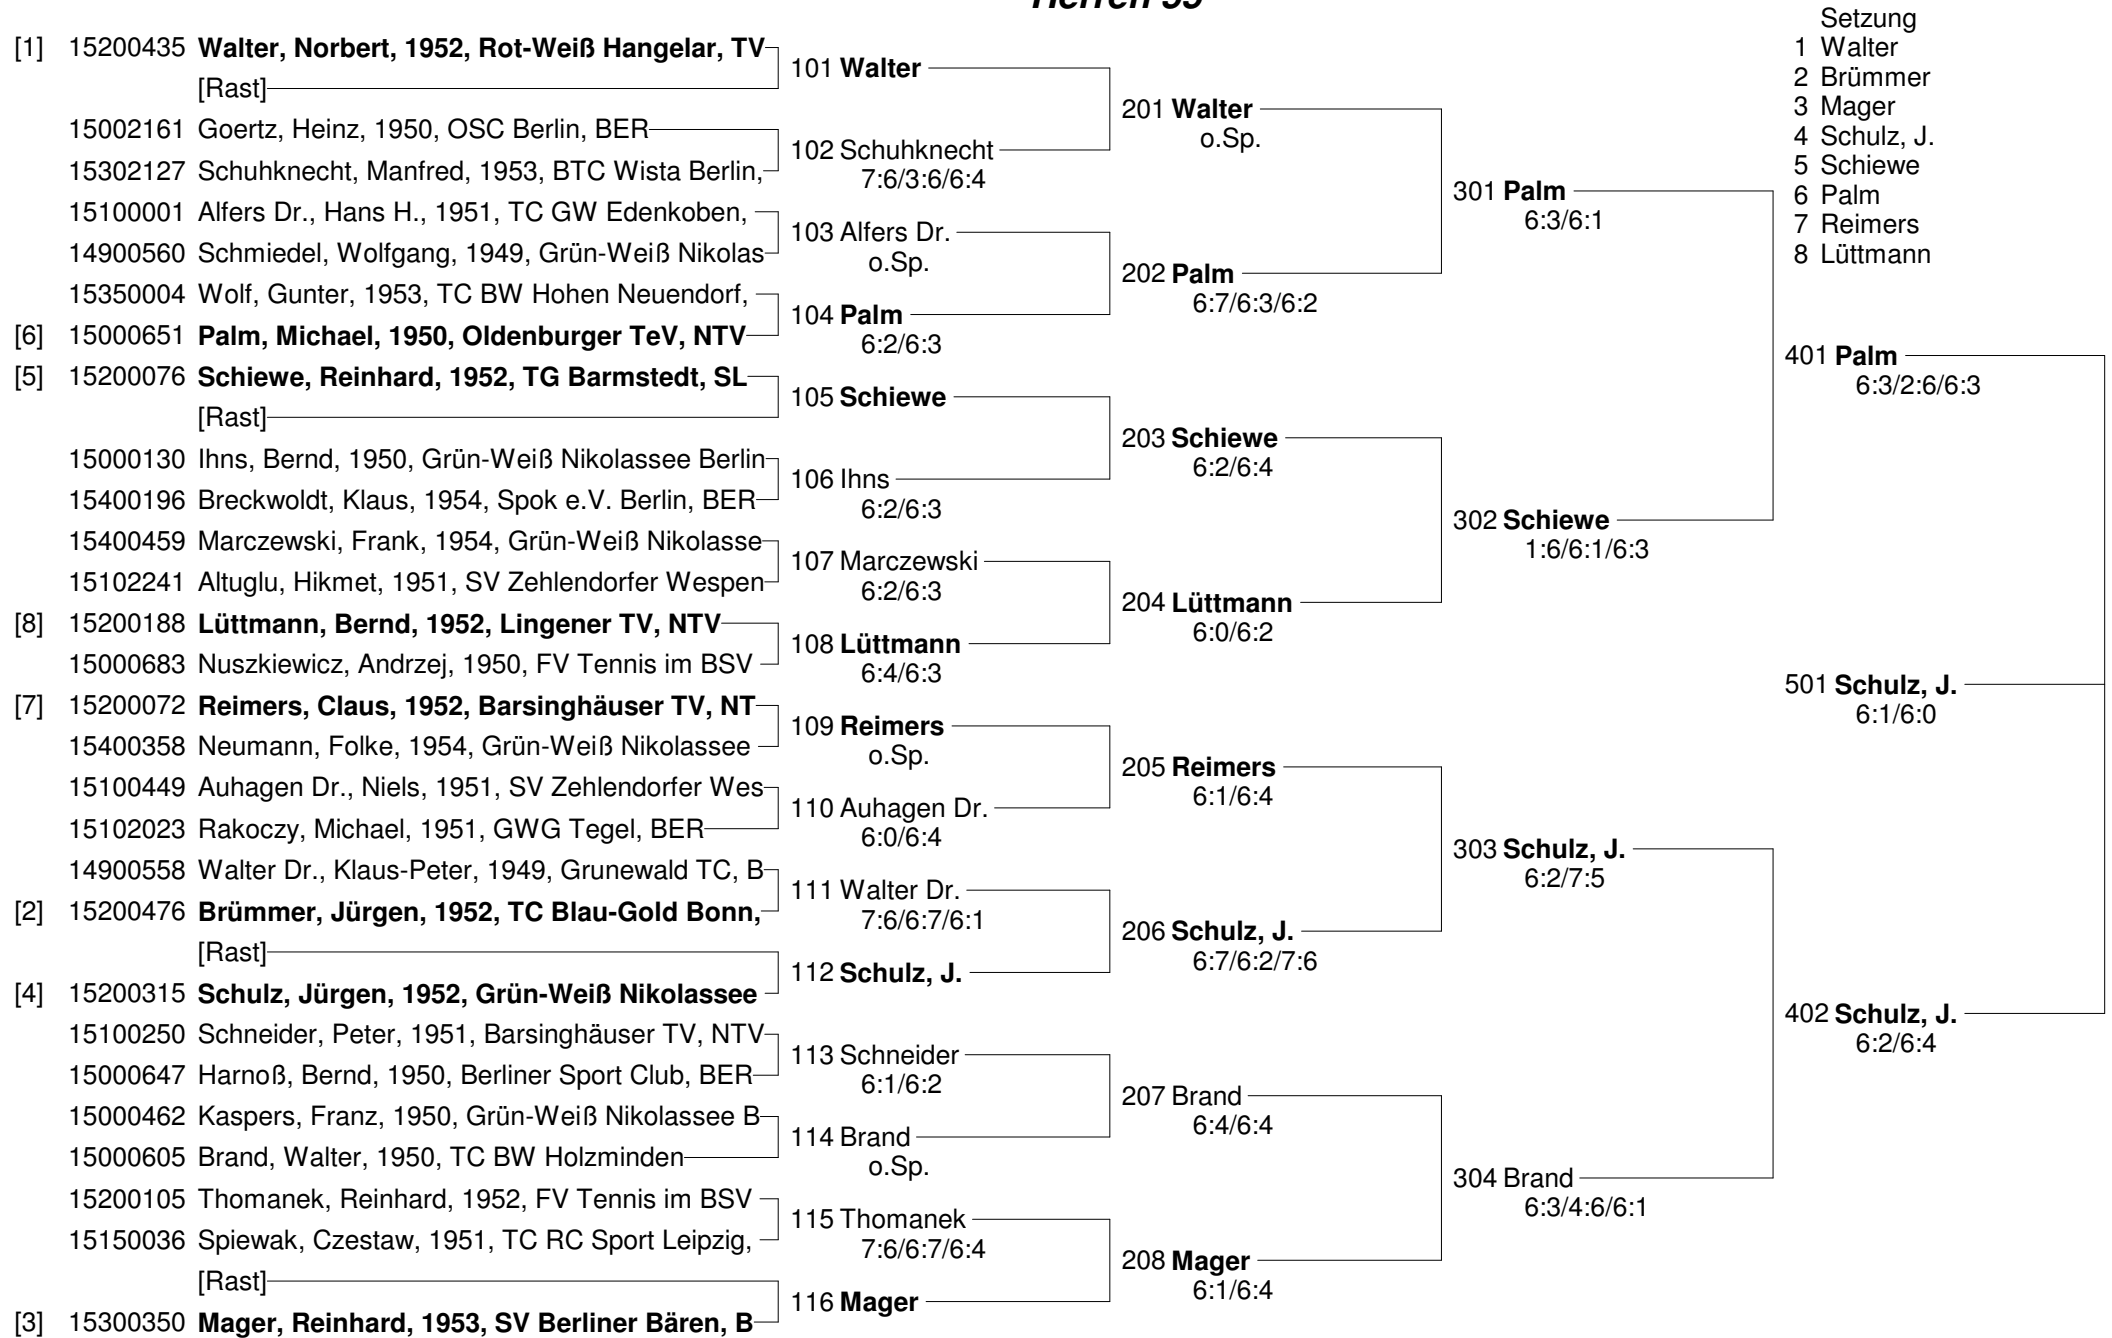 Setzung
1 Walter
2 Brümmer
3 Mager
4 Schulz, J.
5 Schiewe
6 Palm
7 Reimers
8 Lüttmann
[1] 15200435 Walter, Norbert, 1952, Rot-Weiß Hangelar, TV
[Rast]
15002161 Goertz, Heinz, 1950, OSC Berlin, BER
15302127 Schuhknecht, Manfred, 1953, BTC Wista Berlin,
15100001 Alfers Dr., Hans H., 1951, TC GW Edenkoben,
14900560 Schmiedel, Wolfgang, 1949, Grün-Weiß Nikolas
15350004 Wolf, Gunter, 1953, TC BW Hohen Neuendorf,
[6] 15000651 Palm, Michael, 1950, Oldenburger TeV, NTV
[5] 15200076 Schiewe, Reinhard, 1952, TG Barmstedt, SL
[Rast]
15000130 Ihns, Bernd, 1950, Grün-Weiß Nikolassee Berlin
15400196 Breckwoldt, Klaus, 1954, Spok e.V. Berlin, BER
15400459 Marczewski, Frank, 1954, Grün-Weiß Nikolasse
15102241 Altuglu, Hikmet, 1951, SV Zehlendorfer Wespen
[8] 15200188 Lüttmann, Bernd, 1952, Lingener TV, NTV
15000683 Nuszkiewicz, Andrzej, 1950, FV Tennis im BSV
[7] 15200072 Reimers, Claus, 1952, Barsinghäuser TV, NT
15400358 Neumann, Folke, 1954, Grün-Weiß Nikolassee
15100449 Auhagen Dr., Niels, 1951, SV Zehlendorfer Wes
15102023 Rakoczy, Michael, 1951, GWG Tegel, BER
14900558 Walter Dr., Klaus-Peter, 1949, Grunewald TC, B
[2] 15200476 Brümmer, Jürgen, 1952, TC Blau-Gold Bonn,
[Rast]
[4] 15200315 Schulz, Jürgen, 1952, Grün-Weiß Nikolassee
15100250 Schneider, Peter, 1951, Barsinghäuser TV, NTV
15000647 Harnoß, Bernd, 1950, Berliner Sport Club, BER
15000462 Kaspers, Franz, 1950, Grün-Weiß Nikolassee B
15000605 Brand, Walter, 1950, TC BW Holzminden
15200105 Thomanek, Reinhard, 1952, FV Tennis im BSV
15150036 Spiewak, Czestaw, 1951, TC RC Sport Leipzig,
[Rast]
[3] 15300350 Mager, Reinhard, 1953, SV Berliner Bären, B
101 Walter
102 Schuhknecht
7:6/3:6/6:4
103 Alfers Dr.
o.Sp.
104 Palm
6:2/6:3
105 Schiewe
106 Ihns
6:2/6:3
107 Marczewski
6:2/6:3
108 Lüttmann
6:4/6:3
109 Reimers
o.Sp.
110 Auhagen Dr.
6:0/6:4
111 Walter Dr.
7:6/6:7/6:1
112 Schulz, J.
113 Schneider
6:1/6:2
114 Brand
o.Sp.
115 Thomanek
7:6/6:7/6:4
116 Mager
201 Walter
o.Sp.
202 Palm
6:7/6:3/6:2
203 Schiewe
6:2/6:4
204 Lüttmann
6:0/6:2
205 Reimers
6:1/6:4
206 Schulz, J.
6:7/6:2/7:6
207 Brand
6:4/6:4
208 Mager
6:1/6:4
301 Palm
6:3/6:1
302 Schiewe
1:6/6:1/6:3
303 Schulz, J.
6:2/7:5
304 Brand
6:3/4:6/6:1
401 Palm
6:3/2:6/6:3
402 Schulz, J.
6:2/6:4
501 Schulz, J.
6:1/6:0